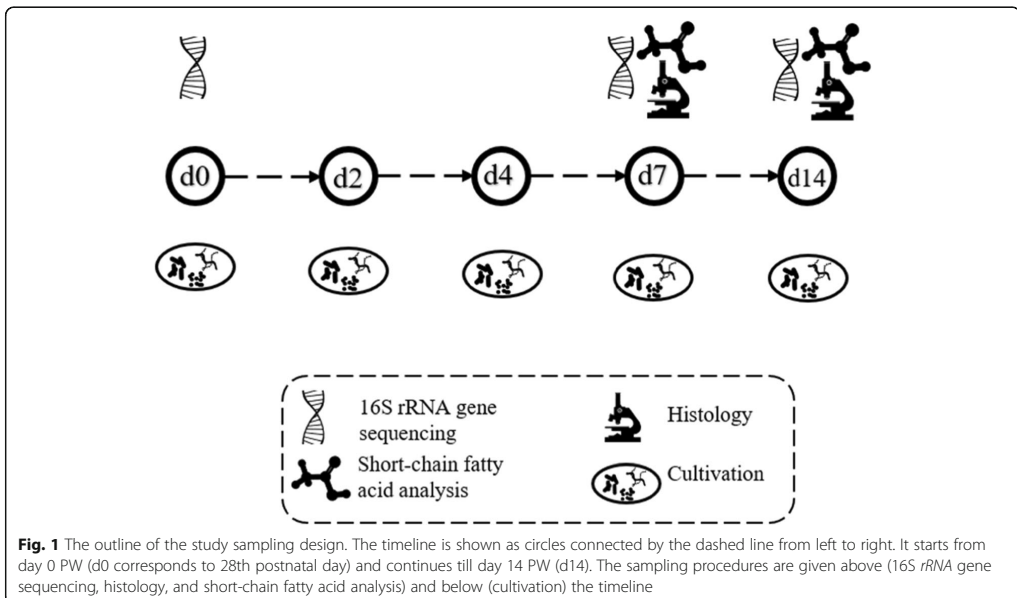 d0
d2
d4
d7
d14
16S rRNA gene
sequencing
Histology
Short-chain fatty
acid analysis
Cultivation
Fig. 1 The outline of the study sampling design. The timeline is shown as circles connected by the dashed line from left to right. It starts from
day 0 PW (d0 corresponds to 28th postnatal day) and continues till day 14 PW (d14). The sampling procedures are given above (16S rRNA gene
sequencing, histology, and short-chain fatty acid analysis) and below (cultivation) the timeline